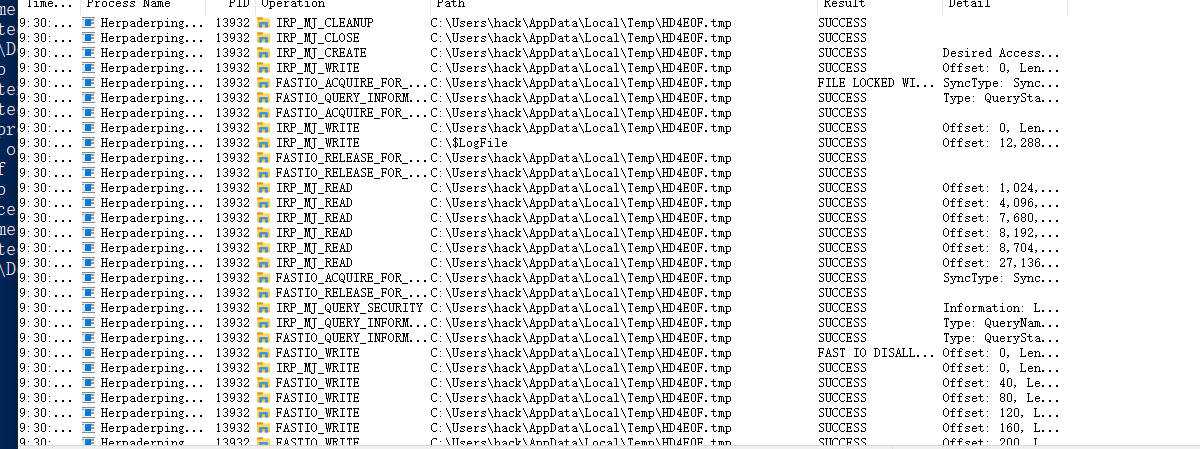 Time... Process Name PID Operation Path Result Detail
9:30:... Herpaderping... 13932 IRP_MJ_CLEANUP C:\Users\hack\AppData\Local\Temp\HD4E0F.tmp SUCCESS
9:30:... Herpaderping... 13932 IRP_MJ_CLOSE C:\Users\hack\AppData\Local\Temp\HD4E0F.tmp SUCCESS
9:30:... Herpaderping... 13932 IRP_MJ_CREATE C:\Users\hack\AppData\Local\Temp\HD4E0F.tmp SUCCESS Desired Access...
9:30:... Herpaderping... 13932 IRP_MJ_WRITE C:\Users\hack\AppData\Local\Temp\HD4E0F.tmp SUCCESS Offset: 0, Len...
9:30:... Herpaderping... 13932 FASTIO_ACQUIRE_FOR_... C:\Users\hack\AppData\Local\Temp\HD4E0F.tmp FILE LOCKED WI... SyncType: Sync...
9:30:... Herpaderping... 13932 FASTIO_QUERY_INFORM... C:\Users\hack\AppData\Local\Temp\HD4E0F.tmp SUCCESS Type: QuerySta...
9:30:... Herpaderping... 13932 FASTIO_ACQUIRE_FOR_... C:\Users\hack\AppData\Local\Temp\HD4E0F.tmp SUCCESS
9:30:... Herpaderping... 13932 IRP_MJ_WRITE C:\Users\hack\AppData\Local\Temp\HD4E0F.tmp SUCCESS Offset: 0, Len...
9:30:... Herpaderping... 13932 IRP_MJ_WRITE C:\$LogFile SUCCESS Offset: 12,288...
9:30:... Herpaderping... 13932 FASTIO_RELEASE_FOR_... C:\Users\hack\AppData\Local\Temp\HD4E0F.tmp SUCCESS
9:30:... Herpaderping... 13932 FASTIO_RELEASE_FOR_... C:\Users\hack\AppData\Local\Temp\HD4E0F.tmp SUCCESS
9:30:... Herpaderping... 13932 IRP_MJ_READ C:\Users\hack\AppData\Local\Temp\HD4E0F.tmp SUCCESS Offset: 1,024,...
9:30:... Herpaderping... 13932 IRP_MJ_READ C:\Users\hack\AppData\Local\Temp\HD4E0F.tmp SUCCESS Offset: 4,096,...
9:30:... Herpaderping... 13932 IRP_MJ_READ C:\Users\hack\AppData\Local\Temp\HD4E0F.tmp SUCCESS Offset: 7,680,...
9:30:... Herpaderping... 13932 IRP_MJ_READ C:\Users\hack\AppData\Local\Temp\HD4E0F.tmp SUCCESS Offset: 8,192,...
9:30:... Herpaderping... 13932 IRP_MJ_READ C:\Users\hack\AppData\Local\Temp\HD4E0F.tmp SUCCESS Offset: 8,704,...
9:30:... Herpaderping... 13932 IRP_MJ_READ C:\Users\hack\AppData\Local\Temp\HD4E0F.tmp SUCCESS Offset: 27,136...
9:30:... Herpaderping... 13932 FASTIO_ACQUIRE_FOR_... C:\Users\hack\AppData\Local\Temp\HD4E0F.tmp SUCCESS SyncType: Sync...
9:30:... Herpaderping... 13932 FASTIO_RELEASE_FOR_... C:\Users\hack\AppData\Local\Temp\HD4E0F.tmp SUCCESS
9:30:... Herpaderping... 13932 IRP_MJ_QUERY_SECURITY C:\Users\hack\AppData\Local\Temp\HD4E0F.tmp SUCCESS Information: L...
9:30:... Herpaderping... 13932 IRP_MJ_QUERY_INFORM... C:\Users\hack\AppData\Local\Temp\HD4E0F.tmp SUCCESS Type: QueryNam...
9:30:... Herpaderping... 13932 FASTIO_QUERY_INFORM... C:\Users\hack\AppData\Local\Temp\HD4E0F.tmp SUCCESS Type: QuerySta...
9:30:... Herpaderping... 13932 FASTIO_WRITE C:\Users\hack\AppData\Local\Temp\HD4E0F.tmp FAST IO DISALL... Offset: 0, Len...
9:30:... Herpaderping... 13932 IRP_MJ_WRITE C:\Users\hack\AppData\Local\Temp\HD4E0F.tmp SUCCESS Offset: 0, Len...
9:30:... Herpaderping... 13932 FASTIO_WRITE C:\Users\hack\AppData\Local\Temp\HD4E0F.tmp SUCCESS Offset: 40, Le...
9:30:... Herpaderping... 13932 FASTIO_WRITE C:\Users\hack\AppData\Local\Temp\HD4E0F.tmp SUCCESS Offset: 80, Le...
9:30:... Herpaderping... 13932 FASTIO_WRITE C:\Users\hack\AppData\Local\Temp\HD4E0F.tmp SUCCESS Offset: 120, L...
9:30:... Herpaderping... 13932 FASTIO_WRITE C:\Users\hack\AppData\Local\Temp\HD4E0F.tmp SUCCESS Offset: 160, L...
9:30:... Herpaderping... 13932 FASTIO_WRITE C:\Users\hack\AppData\Local\Temp\HD4E0F.tmp SUCCESS Offset: 200, L...